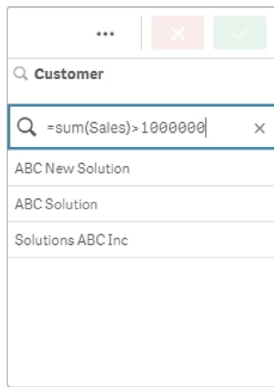 Customer
=sum(Sales)>1000000
ABC New Solution
ABC Solution
Solutions ABC Inc